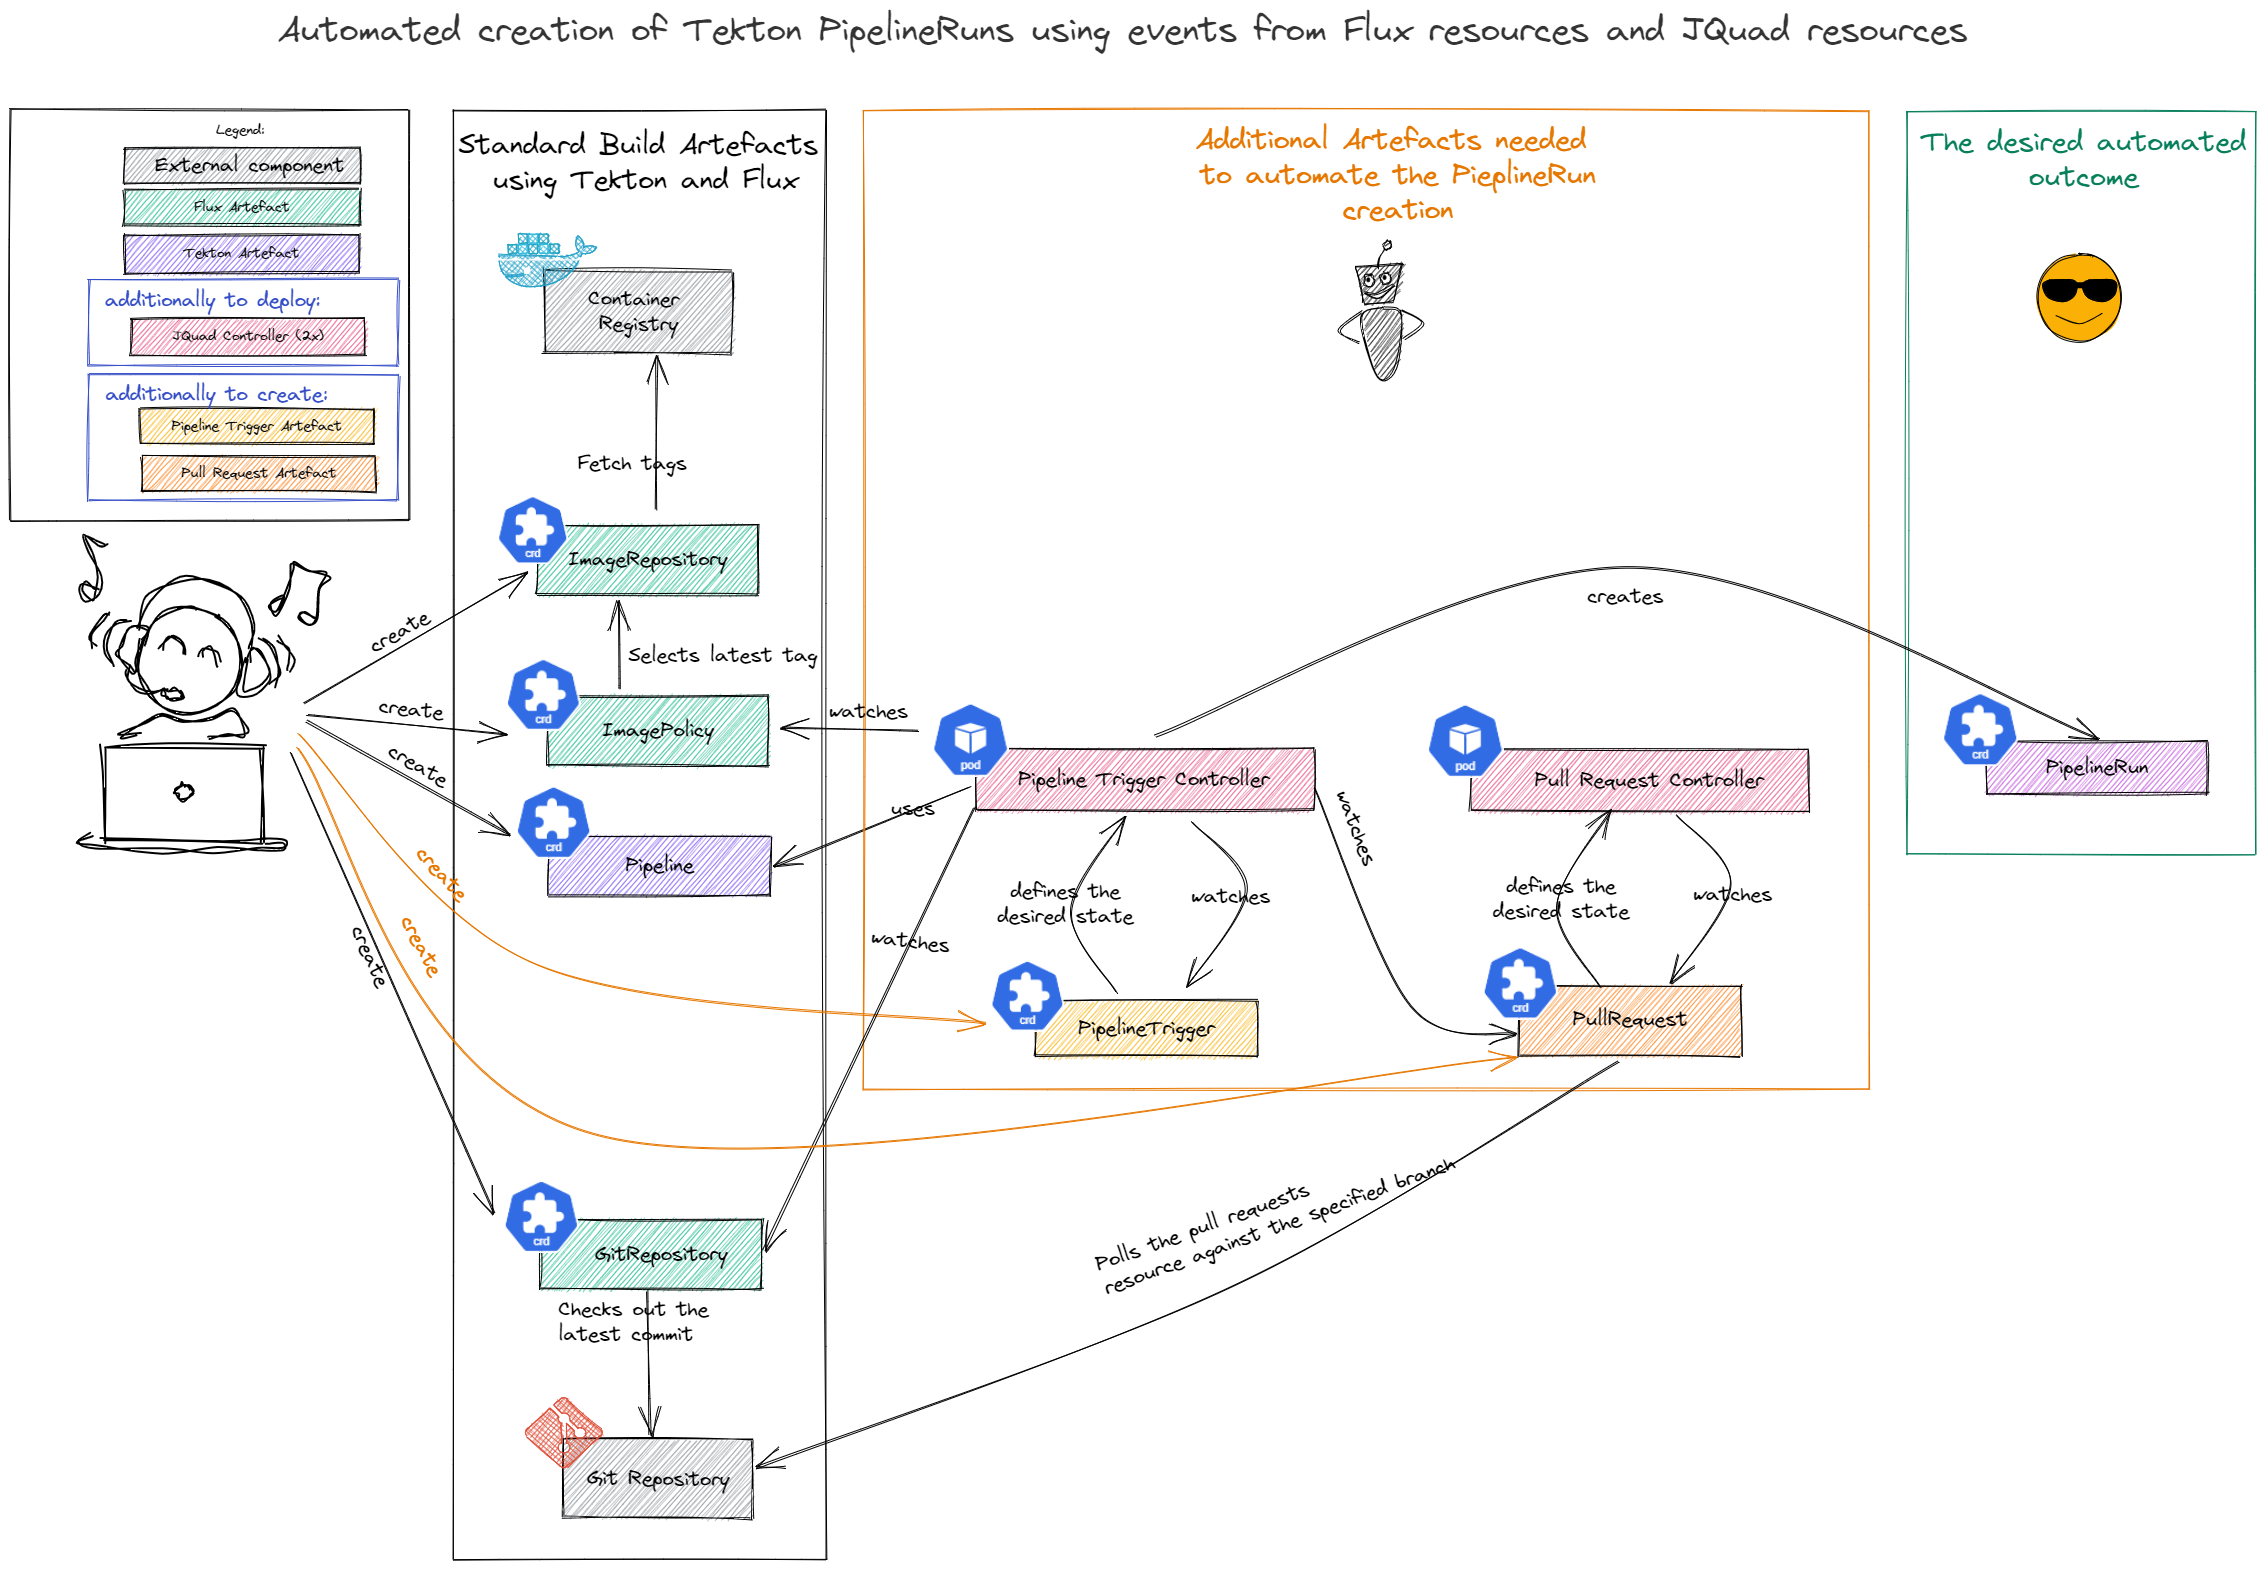 Automated creation of Tekton PipelineRuns using events from Flux resources and JQuad resources
Legend:
External component
Flux Artefact
Tekton Artefact
additionally to deploy:
JQuad Controller (2x)
additionally to create:
Pipeline Trigger Artefact
Pull Request Artefact
Standard Build Artefacts
using Tekton and Flux
Container
Registry
Fetch tags
crd
ImageRepository
create
Selects latest tag
crd
ImagePolicy
create
watches
create
crd
Pipeline
uses
create
create
create
watches
crd
GitRepository
Checks out the
latest commit
Git Repository
Additional Artefacts needed
to automate the PieplineRun
creation
creates
pod
Pipeline Trigger Controller
pod
Pull Request Controller
watches
defines the
desired state
watches
defines the
desired state
watches
crd
PipelineTrigger
crd
PullRequest
Polls the pull requests
resource against the specified branch
The desired automated
outcome
crd
PipelineRun